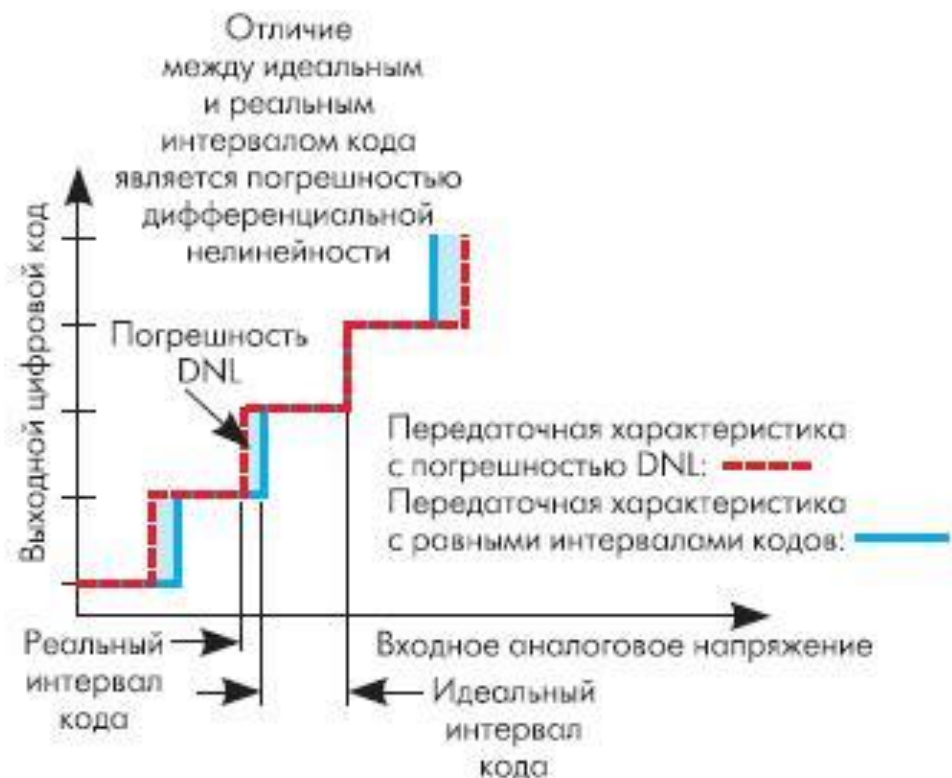 Отличие
между идеальным
и реальным
интервалом кода
является погрешностью
дифференциальной
нелинейности
Выходной цифровой код
Погрешность
DNL
Передаточная характеристика
с погрешностью DNL:
Передаточная характеристика
с равными интервалами кодов:
Входное аналоговое напряжение
Реальный
интервал
кода
Идеальный
интервал
кода